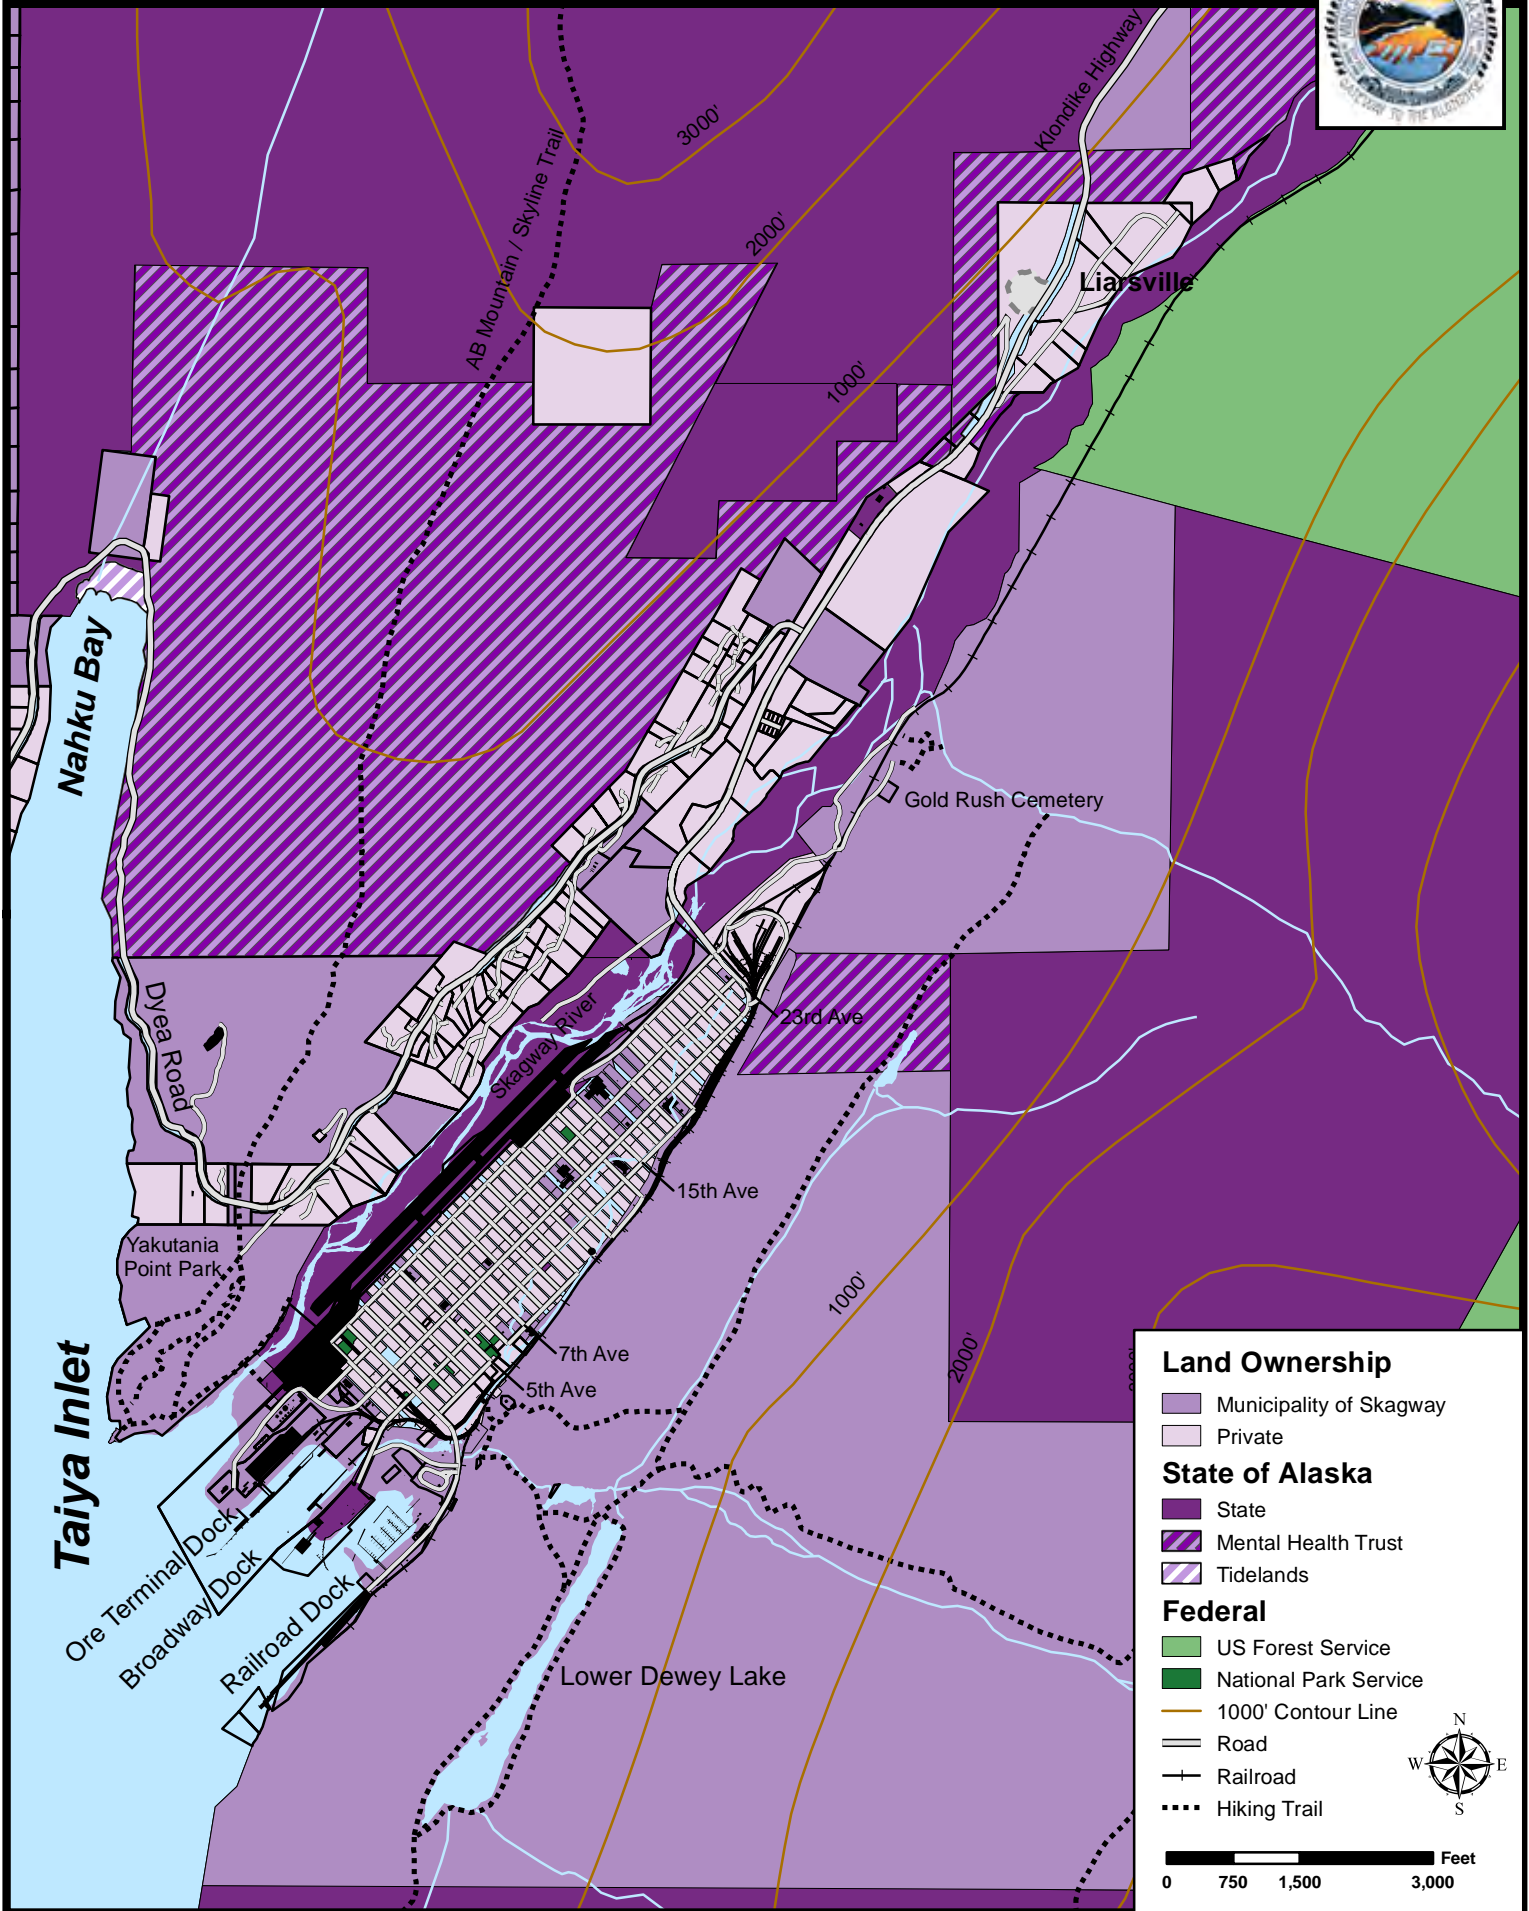 GATEWAY TO THE KLONDIKE
Klondike Highway
3000'
AB Mountain / Skyline Trail
2000'
Liarsville
1000'
Nahku Bay
Gold Rush Cemetery
Dyea Road
23rd Ave
Skagway River
15th Ave
Yakutania
Point Park
1000'
7th Ave
2000'
5th Ave
Taiya Inlet
Ore Terminal Dock
Broadway Dock
Railroad Dock
Lower Dewey Lake
Land Ownership
Municipality of Skagway
Private
State of Alaska
State
Mental Health Trust
Tidelands
Federal
US Forest Service
National Park Service
1000' Contour Line
Road
Railroad
Hiking Trail
N
W
E
S
Feet
0 750 1,500 3,000